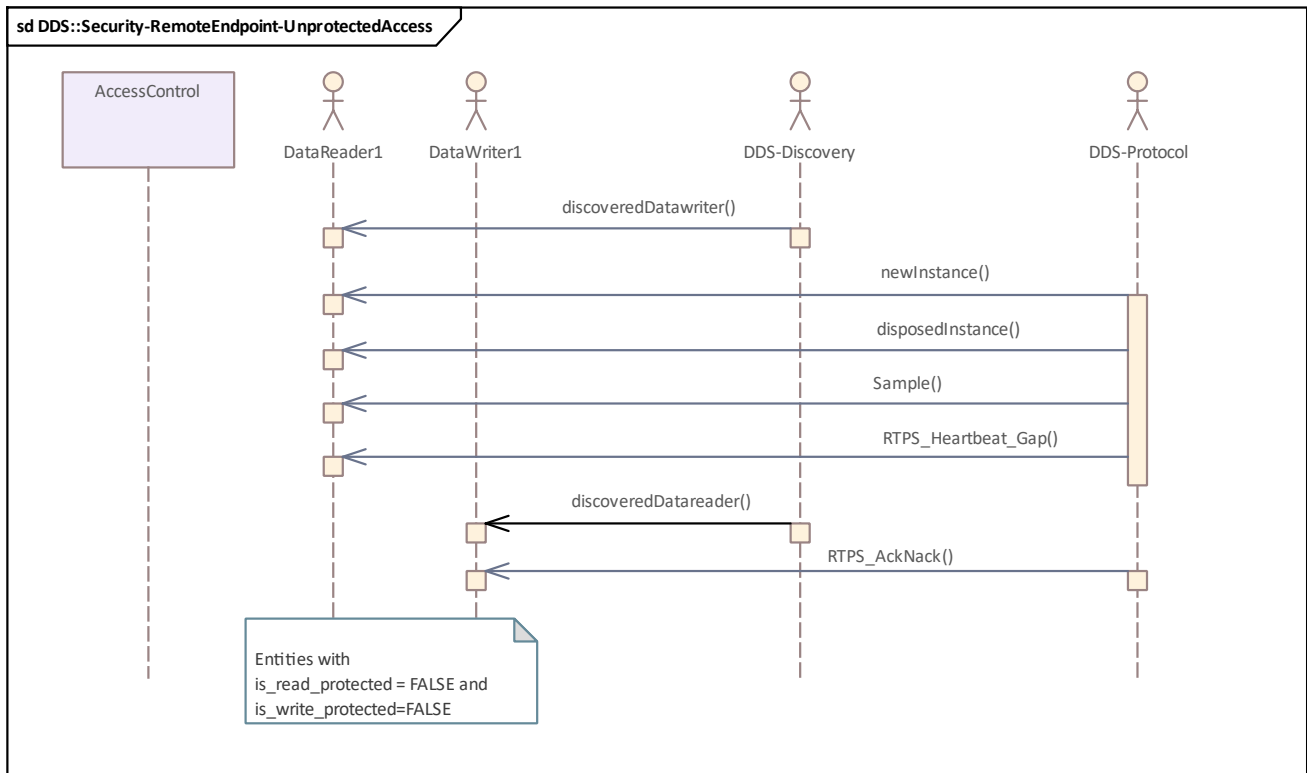 sd DDS::Security-RemoteEndpoint-UnprotectedAccess
AccessControl
DataReader1
DataWriter1
DDS-Discovery
DDS-Protocol
discoveredDatawriter()
newInstance()
disposedInstance()
Sample()
RTPS_Heartbeat_Gap()
discoveredDatareader()
RTPS_AckNack()
Entities with
is_read_protected = FALSE and
is_write_protected=FALSE